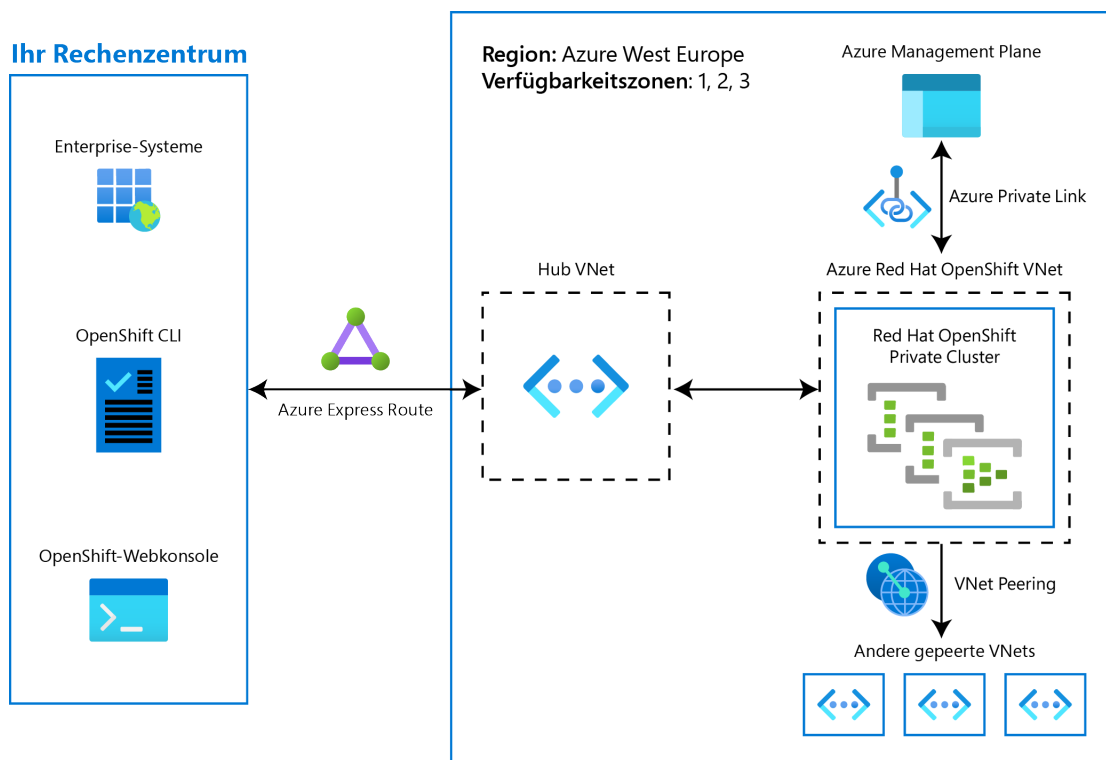 Ihr Rechenzentrum
Enterprise-Systeme
OpenShift CLI
OpenShift-Webkonsole
Azure Express Route
Region: Azure West Europe
Verfügbarkeitszonen: 1, 2, 3
Hub VNet
Azure Management Plane
Azure Private Link
Azure Red Hat OpenShift VNet
Red Hat OpenShift
Private Cluster
VNet Peering
Andere gepeerte VNets